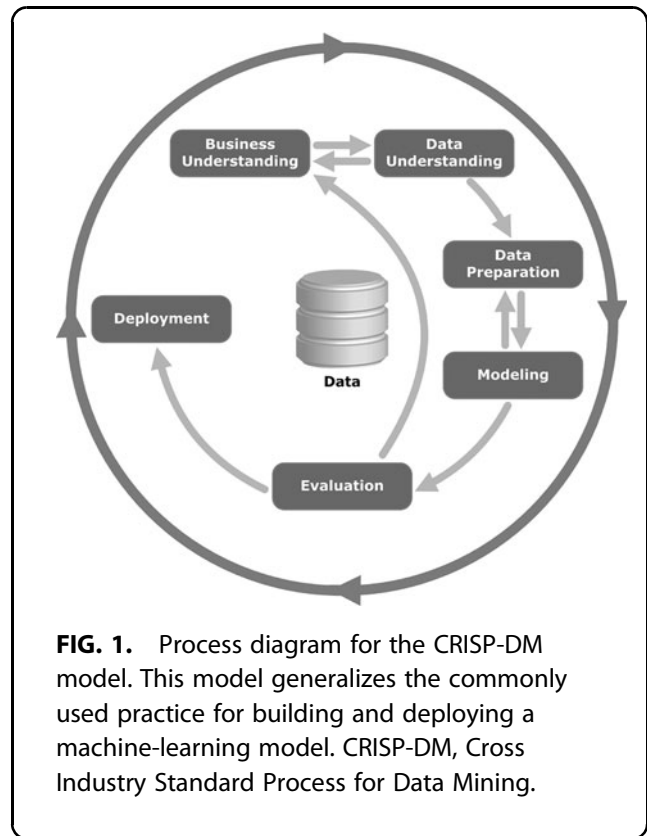 Business
Understanding
Data
Understanding
Data
Preparation
Deployment
Modeling
Data
Evaluation
FIG. 1. Process diagram for the CRISP-DM
model. This model generalizes the commonly
used practice for building and deploying a
machine-learning model. CRISP-DM, Cross
Industry Standard Process for Data Mining.